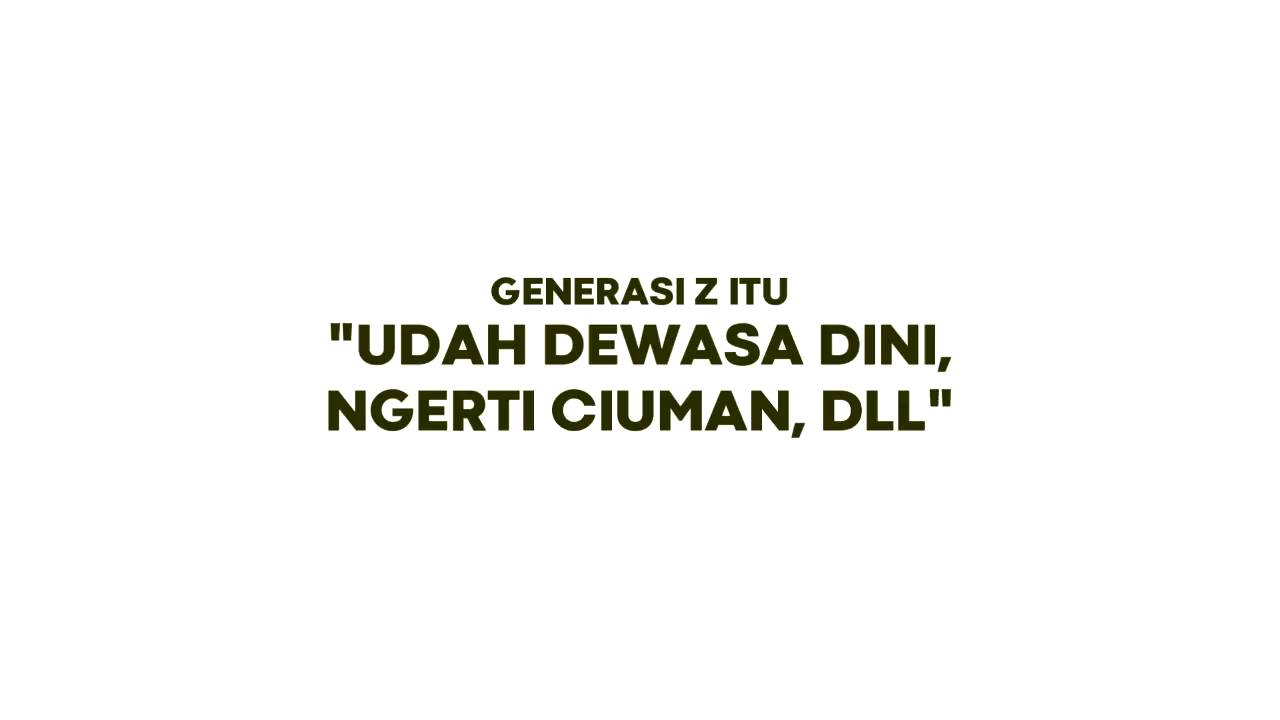 GENERASI Z ITU
"UDAH DEWASA DINI,
NGERTI CIUMAN, DLL"